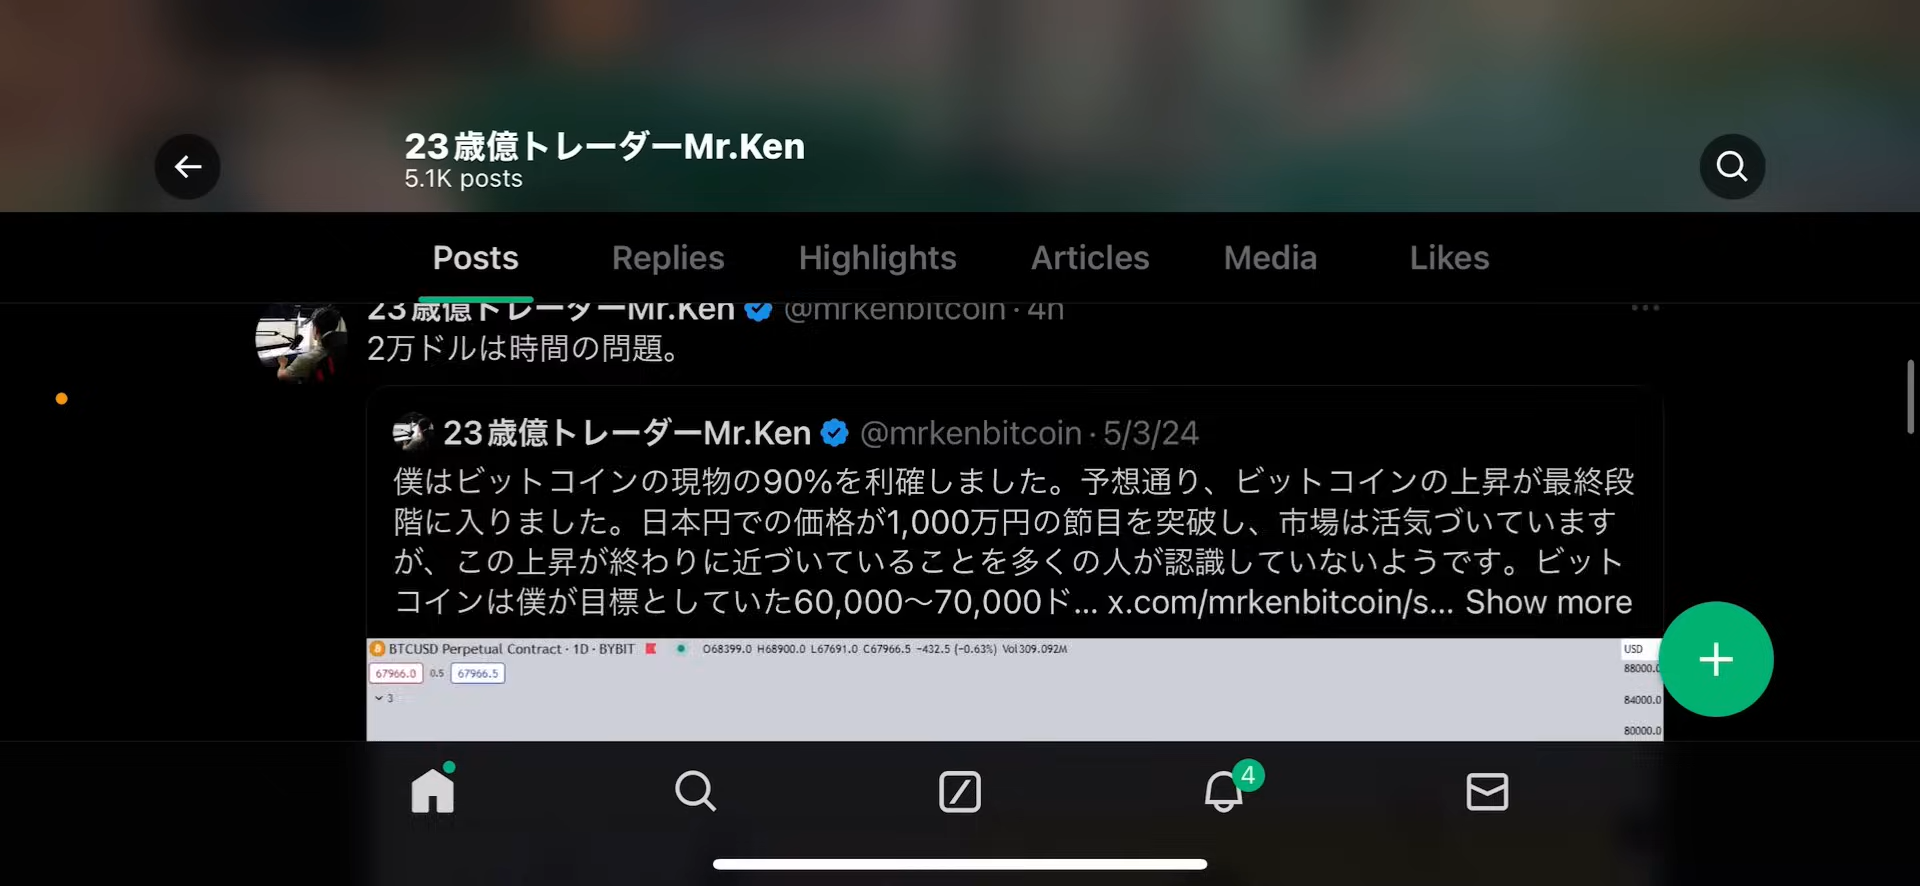 23歳億トレーダーMr.Ken
5.1K posts
Posts Replies Highlights Articles Media Likes
23歳億トレーダーMr.Ken @mrkenbitcoin · 4h
2万ドルは時間の問題。
23歳億トレーダーMr.Ken @mrkenbitcoin · 5/3/24
僕はビットコインの現物の90%を利確しました。予想通り、ビットコインの上昇が最終段
階に入りました。日本円での価格が1,000万円の節目を突破し、市場は活気づいています
が、この上昇が終わりに近づいていることを多くの人が認識していないようです。ビット
コインは僕が目標としていた60,000〜70,000ド... x.com/mrkenbitcoin/s... Show more
BTCUSD Perpetual Contract · 1D · BYBIT O68399.0 H68900.0 L67691.0 C67966.5 −432.5 (−0.63%) Vol309.092M
USD
67966.0 0.5 67966.5
88000.0
3
84000.0
80000.0
4